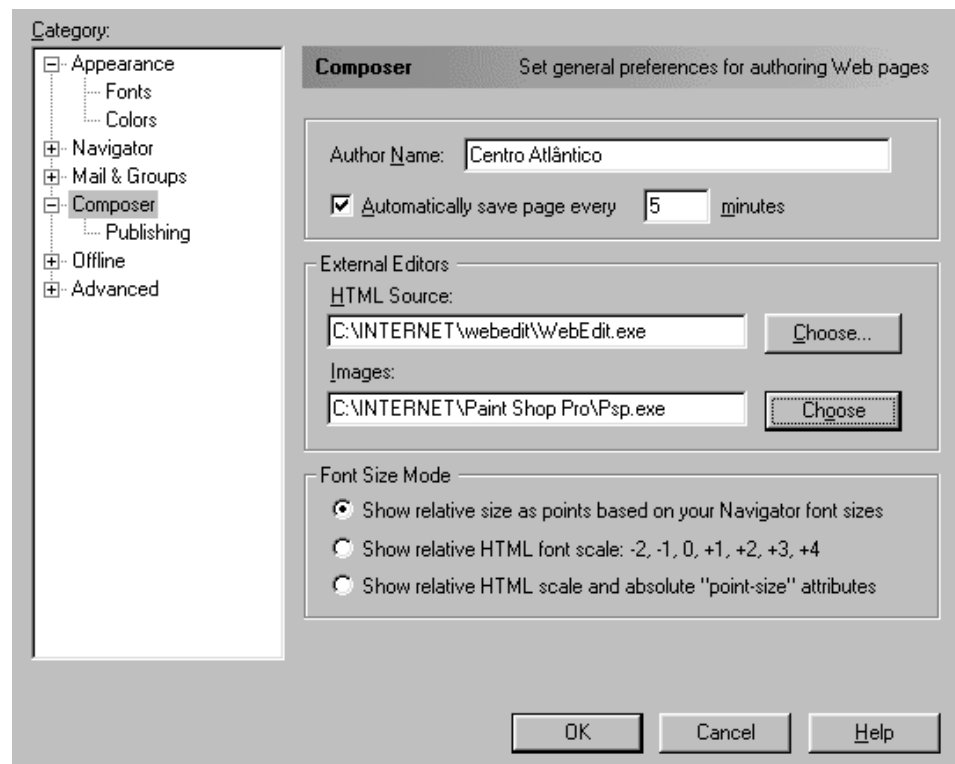 Category:
Appearance
Fonts
Colors
Navigator
Mail & Groups
Composer
Publishing
Offline
Advanced
Composer Set general preferences for authoring Web pages
Author Name: Centro Atlântico
Automatically save page every 5 minutes
External Editors
HTML Source:
C:\INTERNET\webedit\WebEdit.exe Choose...
Images:
C:\INTERNET\Paint Shop Pro\Psp.exe Choose
Font Size Mode
Show relative size as points based on your Navigator font sizes
Show relative HTML font scale: -2, -1, 0, +1, +2, +3, +4
Show relative HTML scale and absolute "point-size" attributes
OK Cancel Help